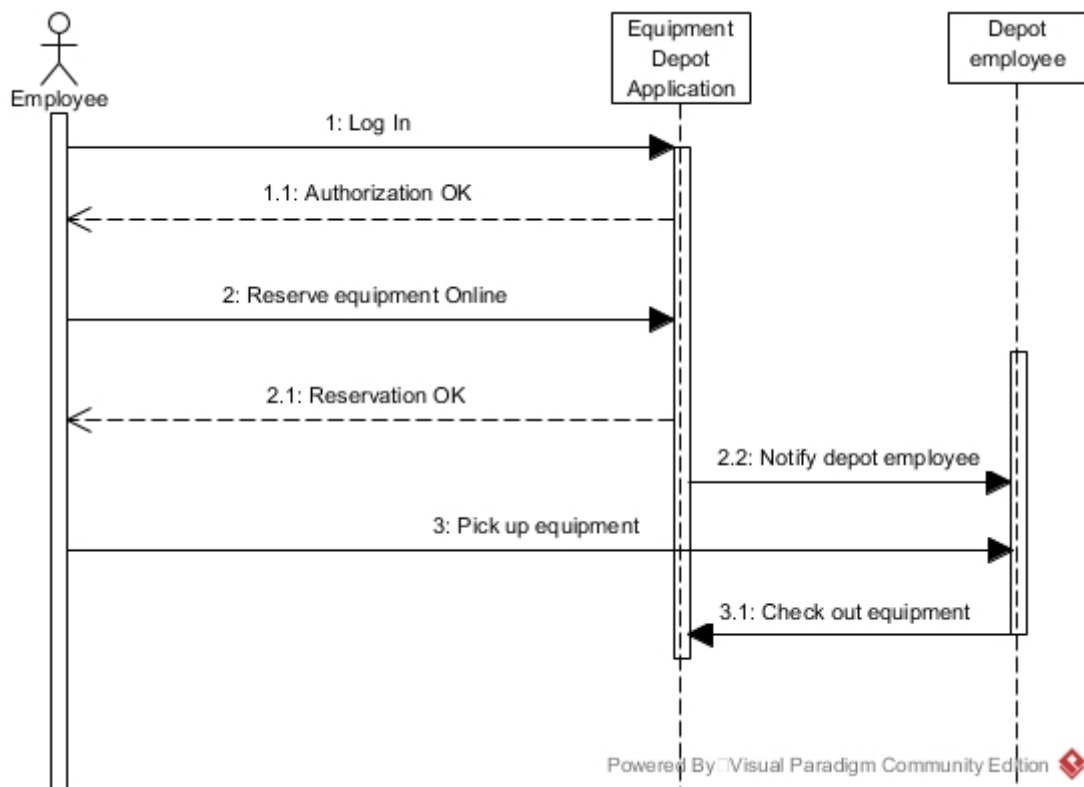 Employee
Equipment
Depot
Application
Depot
employee
1: Log In
1.1: Authorization OK
2: Reserve equipment Online
2.1: Reservation OK
2.2: Notify depot employee
3: Pick up equipment
3.1: Check out equipment
Powered By Visual Paradigm Community Edition